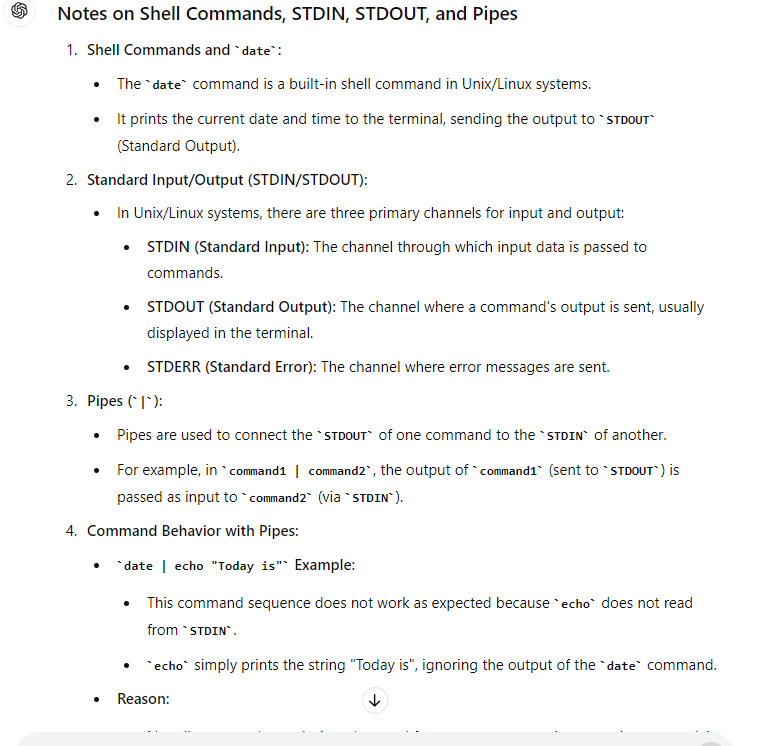 Notes on Shell Commands, STDIN, STDOUT, and Pipes
1. Shell Commands and `date`:
• The `date` command is a built-in shell command in Unix/Linux systems.
• It prints the current date and time to the terminal, sending the output to `STDOUT`
(Standard Output).
2. Standard Input/Output (STDIN/STDOUT):
• In Unix/Linux systems, there are three primary channels for input and output:
• STDIN (Standard Input): The channel through which input data is passed to
commands.
• STDOUT (Standard Output): The channel where a command's output is sent, usually
displayed in the terminal.
• STDERR (Standard Error): The channel where error messages are sent.
3. Pipes (`|`):
• Pipes are used to connect the `STDOUT` of one command to the `STDIN` of another.
• For example, in `command1 | command2`, the output of `command1` (sent to `STDOUT`) is
passed as input to `command2` (via `STDIN`).
4. Command Behavior with Pipes:
• `date | echo "Today is"` Example:
• This command sequence does not work as expected because `echo` does not read
from `STDIN`.
• `echo` simply prints the string "Today is", ignoring the output of the `date` command.
• Reason: